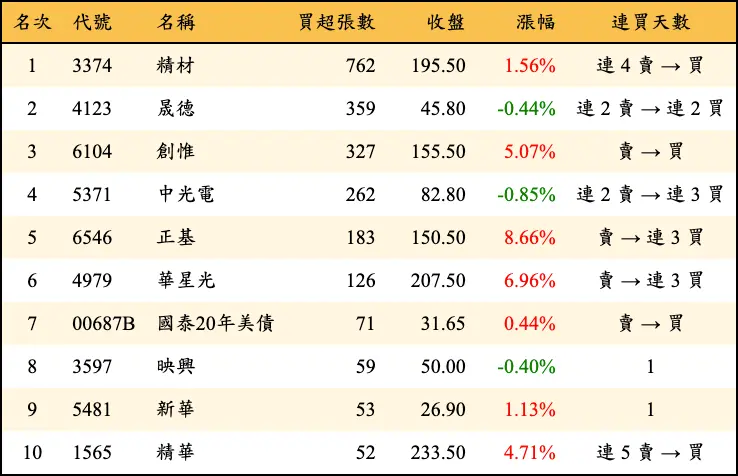 名次 代號 名稱 買超張數 收盤 漲幅 連買天數
1 3374 精材 762 195.50 1.56% 連 4 賣 → 買
2 4123 晟德 359 45.80 -0.44% 連 2 賣 → 連 2 買
3 6104 創惟 327 155.50 5.07% 賣 → 買
4 5371 中光電 262 82.80 -0.85% 連 2 賣 → 連 3 買
5 6546 正基 183 150.50 8.66% 賣 → 連 3 買
6 4979 華星光 126 207.50 6.96% 賣 → 連 3 買
7 00687B 國泰20年美債 71 31.65 0.44% 賣 → 買
8 3597 映興 59 50.00 -0.40% 1
9 5481 新華 53 26.90 1.13% 1
10 1565 精華 52 233.50 4.71% 連 5 賣 → 買